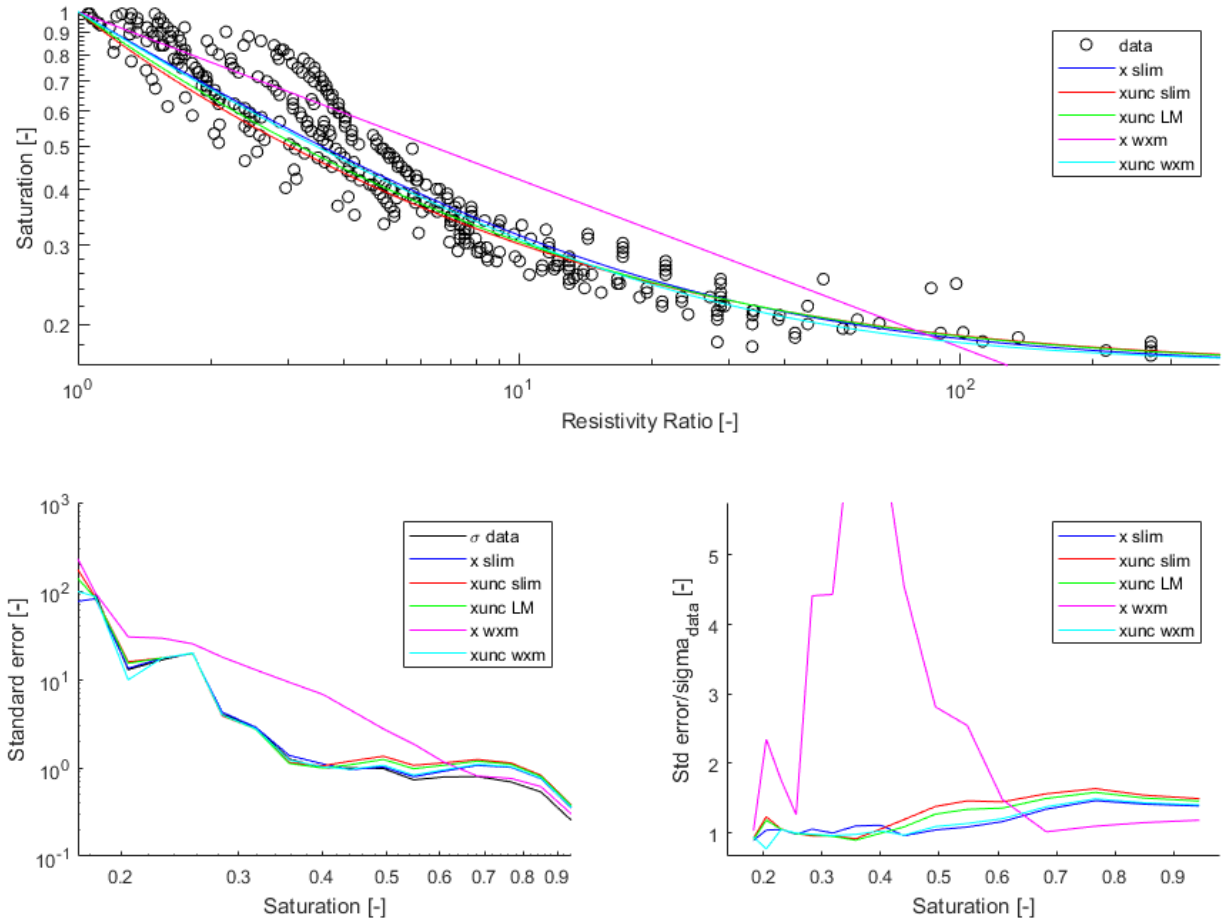 1
0.9
0.8
0.7
0.6
0.5
0.4
0.3
0.2
Saturation [-]
10^0
10^1
10^2
Resistivity Ratio [-]
data
x slim
xunc slim
xunc LM
x wxm
xunc wxm
10^3
10^2
10^1
10^0
10^-1
Standard error [-]
0.2
0.3
0.4
0.5
0.6
0.7
0.8
0.9
Saturation [-]
σ data
x slim
xunc slim
xunc LM
x wxm
xunc wxm
5
4
3
2
1
Std error/sigma_data [-]
0.2
0.3
0.4
0.5
0.6
0.7
0.8
0.9
Saturation [-]
x slim
xunc slim
xunc LM
x wxm
xunc wxm